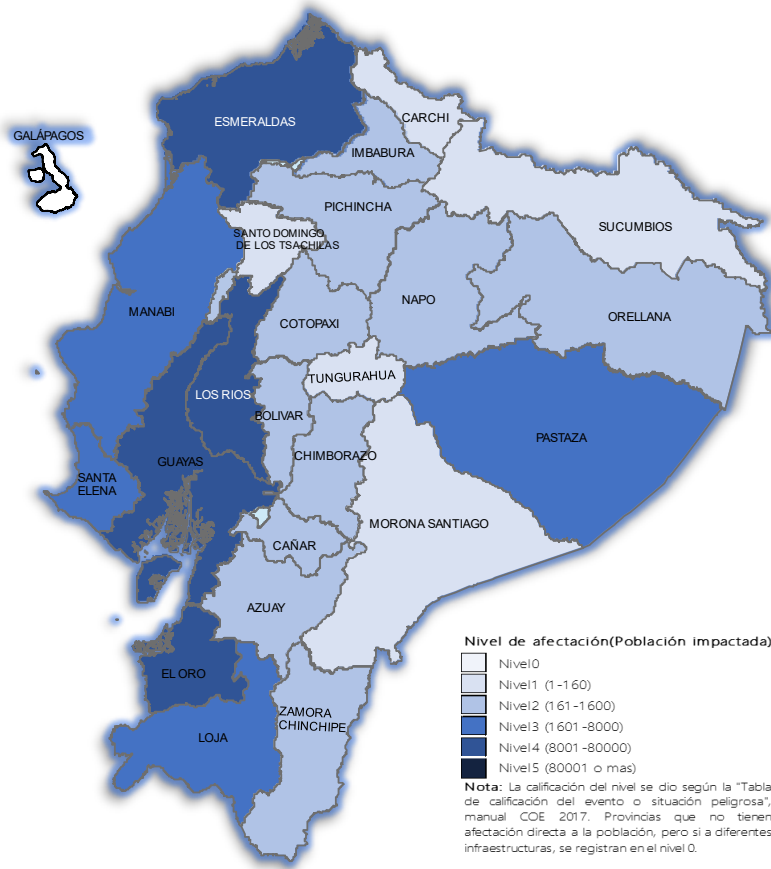 ESMERALDAS
CARCHI
GALÁPAGOS
IMBABURA
PICHINCHA
SUCUMBIOS
SANTO DOMINGO
DE LOS TSACHILAS
NAPO
MANABI
ORELLANA
COTOPAXI
TUNGURAHUA
LOS RIOS
BOLIVAR
PASTAZA
CHIMBORAZO
GUAYAS
SANTA
ELENA
MORONA SANTIAGO
CAÑAR
AZUAY
EL ORO
ZAMORA
CHINCHIPE
LOJA
Nivel de afectación(Población impactada)
Nivel0
Nivel1 (1-160)
Nivel2 (161-1600)
Nivel3 (1601-8000)
Nivel4 (8001-80000)
Nivel5 (80001 o mas)
Nota: La calificación del nivel se dio según la "Tabla
de calificación del evento o situación peligrosa",
manual COE 2017. Provincias que no tienen
afectación directa a la población, pero si a diferentes
infraestructuras, se registran en el nivel 0.